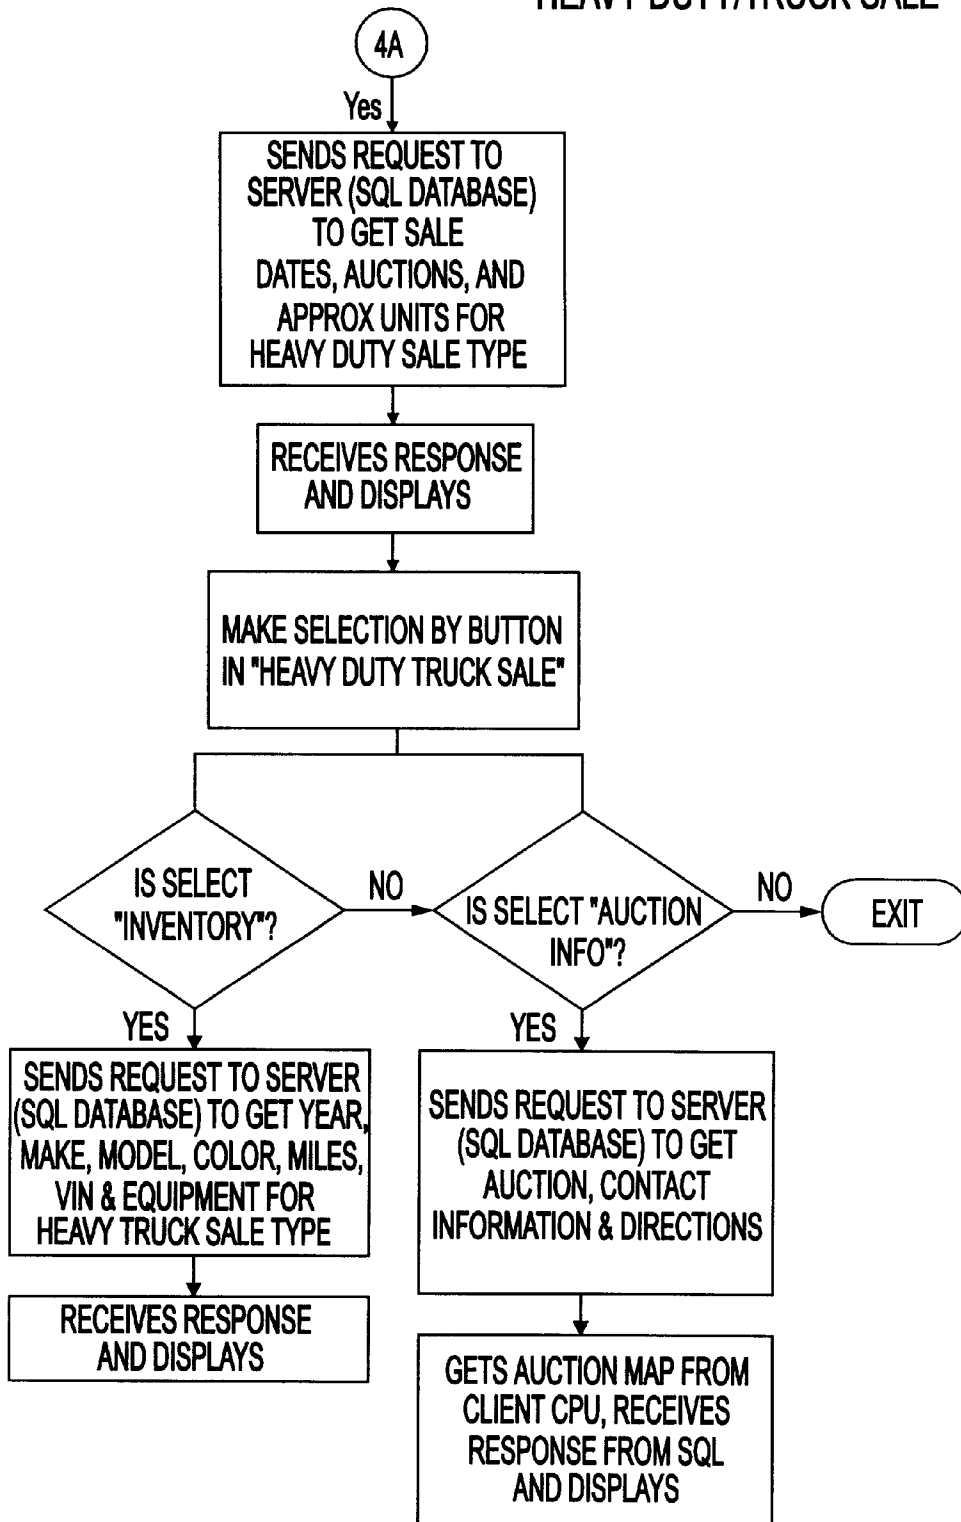 HEAVY DUTY/TRUCK SALE
4A
Yes
SENDS REQUEST TO
SERVER (SQL DATABASE)
TO GET SALE
DATES, AUCTIONS, AND
APPROX UNITS FOR
HEAVY DUTY SALE TYPE
RECEIVES RESPONSE
AND DISPLAYS
MAKE SELECTION BY BUTTON
IN "HEAVY DUTY TRUCK SALE"
IS SELECT
"INVENTORY"?
NO
IS SELECT "AUCTION
INFO"?
NO
EXIT
YES
SENDS REQUEST TO SERVER
(SQL DATABASE) TO GET YEAR,
MAKE, MODEL, COLOR, MILES,
VIN & EQUIPMENT FOR
HEAVY TRUCK SALE TYPE
RECEIVES RESPONSE
AND DISPLAYS
YES
SENDS REQUEST TO SERVER
(SQL DATABASE) TO GET
AUCTION, CONTACT
INFORMATION & DIRECTIONS
GETS AUCTION MAP FROM
CLIENT CPU, RECEIVES
RESPONSE FROM SQL
AND DISPLAYS